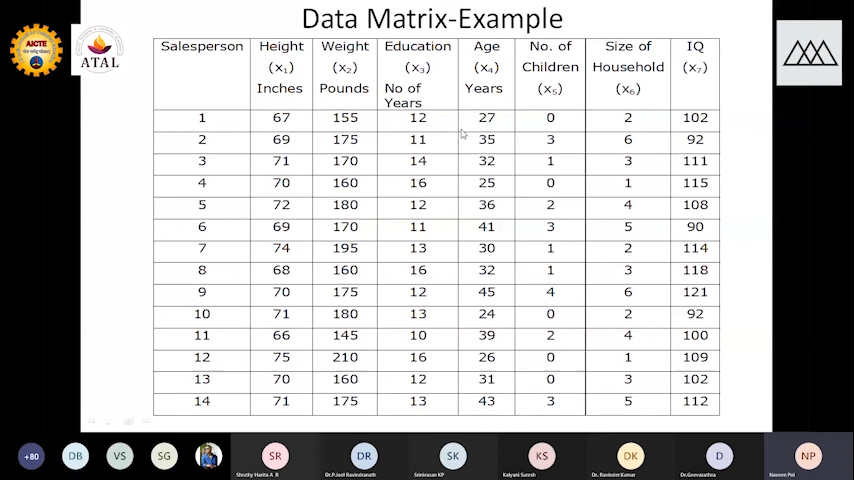 Data Matrix-Example
AICTE
ATAL
Salesperson Height (x₁) Inches Weight (x₂) Pounds Education (x₃) No of Years Age (x₄) Years No. of Children (x₅) Size of Household (x₆) IQ (x₇)
1 67 155 12 27 0 2 102
2 69 175 11 35 3 6 92
3 71 170 14 32 1 3 111
4 70 160 16 25 0 1 115
5 72 180 12 36 2 4 108
6 69 170 11 41 3 5 90
7 74 195 13 30 1 2 114
8 68 160 16 32 1 3 118
9 70 175 12 45 4 6 121
10 71 180 13 24 0 2 92
11 66 145 10 39 2 4 100
12 75 210 16 26 0 1 109
13 70 160 12 31 0 3 102
14 71 175 13 43 3 5 112
+80 DB VS SG SR DR SK KS DK D NP
Shruthy Harita A R Dr.P.Joel Ravindranath Srinivasan KP Kalyani Suresh Dr. Ravinder Kumar Dr.Geevarathna Naveen Pol